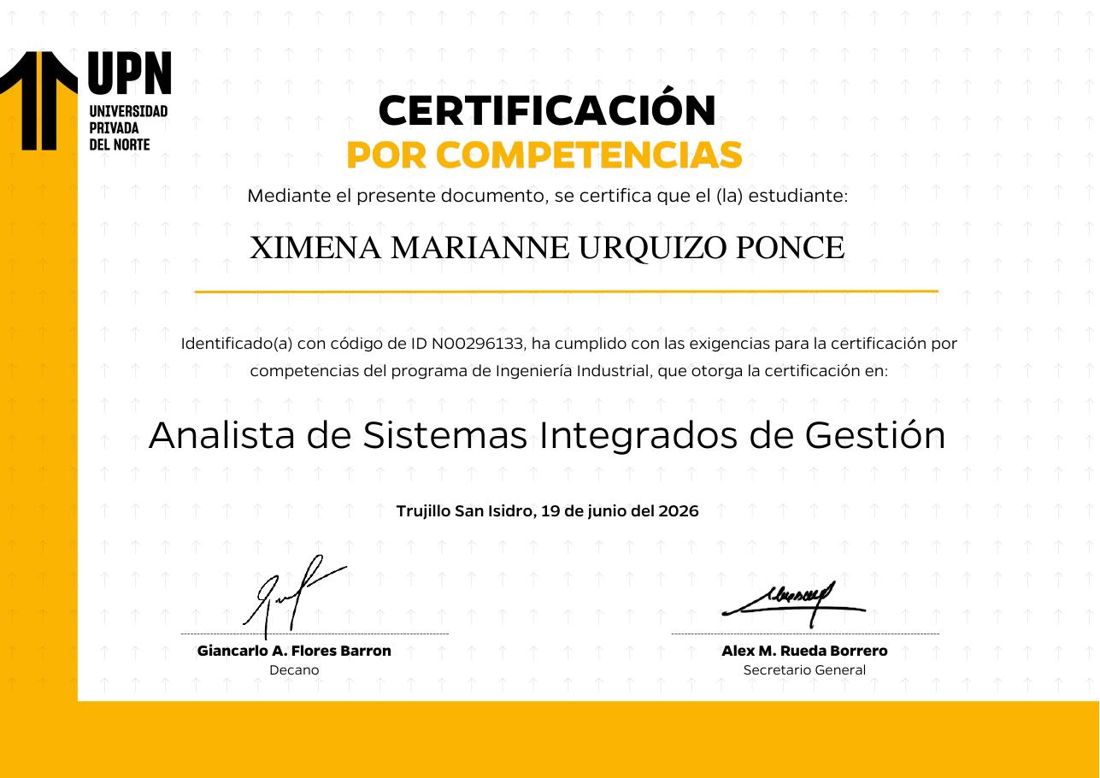 UPN
UNIVERSIDAD
PRIVADA
DEL NORTE
CERTIFICACIÓN
POR COMPETENCIAS
Mediante el presente documento, se certifica que el (la) estudiante:
XIMENA MARIANNE URQUIZO PONCE
Identificado(a) con código de ID N00296133, ha cumplido con las exigencias para la certificación por
competencias del programa de Ingeniería Industrial, que otorga la certificación en:
Analista de Sistemas Integrados de Gestión
Trujillo San Isidro, 19 de junio del 2026
Giancarlo A. Flores Barron
Decano
Alex M. Rueda Borrero
Secretario General